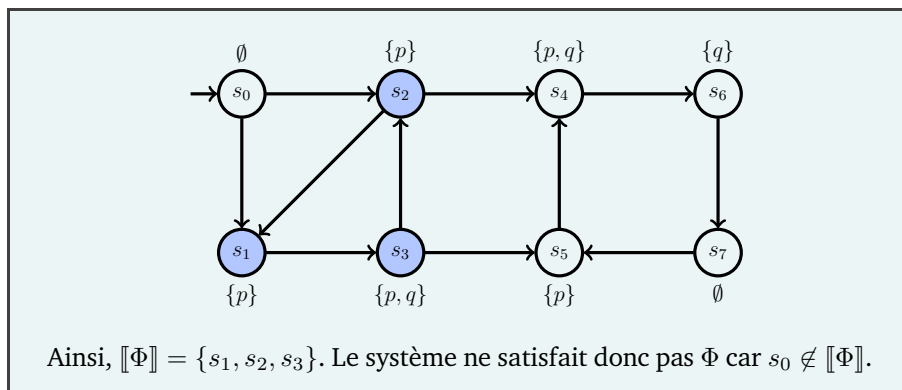 ∅ {p} {p, q} {q}
s₀ s₂ s₄ s₆
s₁ s₃ s₅ s₇
{p} {p, q} {p} ∅
Ainsi, ⟦Φ⟧ = {s₁, s₂, s₃}. Le système ne satisfait donc pas Φ car s₀ ∉ ⟦Φ⟧.